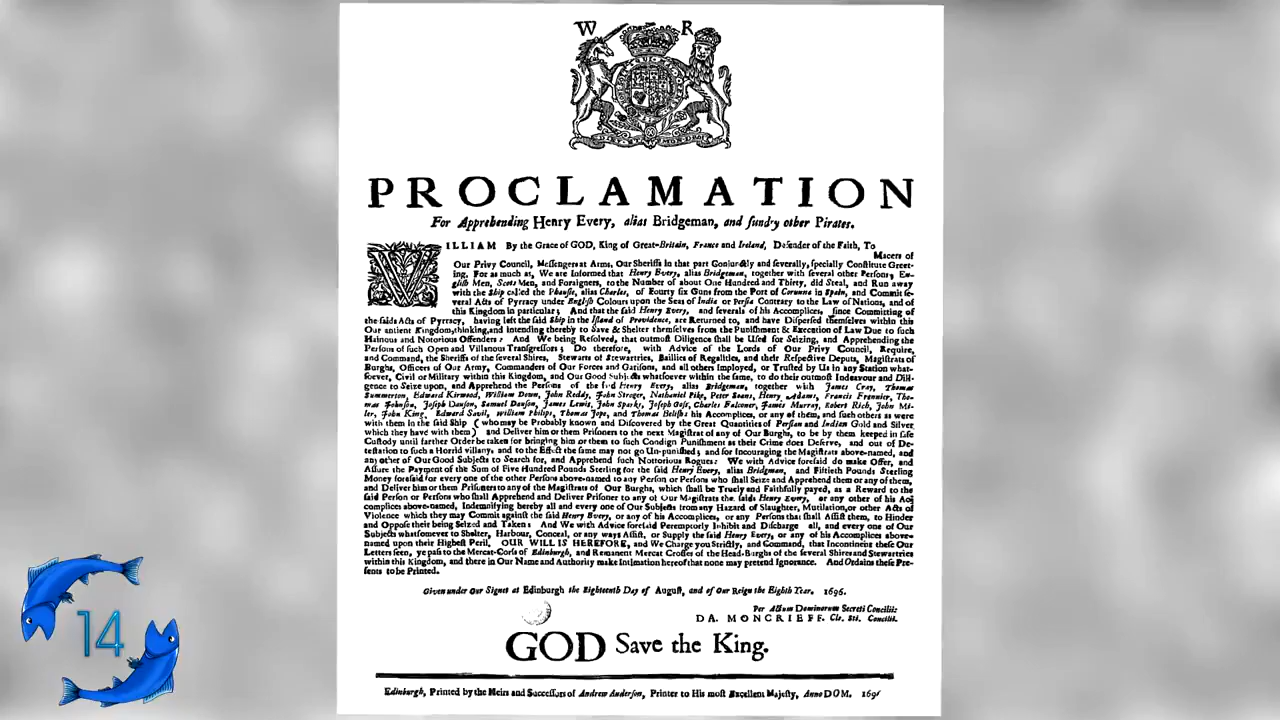 W R
PROCLAMATION
For Apprehending Henry Every, alias Bridgeman, and sundry other Pirates.
WILLIAM By the Grace of GOD, King of Great-Britain, France and Ireland, Defender of the Faith, To
Macers of
Our Privy Council, Messengers at Arms, Our Sheriffs in that part Conjunctly and severally, specially Constitute Greet-
ing. For as much as, We are Informed that Henry Every, alias Bridgeman, together with several other Persons, En-
glish Men, Scots Men, and Foraigners, to the Number of about One Hundred and Thirty, did Steal, and Run away
with the Ship called the Phansie, alias Charles, of Fourty six Guns from the Port of Corunna in Spain, and Commit se-
veral Acts of Pyracy under English Colours upon the Seas of India or Persia Contrary to the Law of Nations, and of
this Kingdom in particular; And that the said Henry Every, and severals of his Accomplices, since Committing of
the saids Acts of Pyracy, having left the said Ship in the Island of Providence, are Returned to, and have Dispersed themselves within this
Our antient Kingdom, thinking, and intending thereby to Save & Shelter themselves from the Punishment & Execution of Law Due to such
Hainous and Notorious Offenders: And We being Resolved, that outmost Diligence shall be Used for Seizing, and Apprehending the
Persons of such Open and Villanous Transgressors; Do therefore, with Advice of the Lords of Our Privy Council, Require,
and Command, the Sheriffs of the several Shires, Stewarts of Stewartries, Baillies of Regalities, and their Respective Deputs, Magistrats of
Burghs, Officers of Our Army, Commanders of Our Forces and Garisons, and all others Imployed, or Trusted by Us in any Station what-
soever, Civil or Military within this Kingdom, and Our Good Subjects whatsoever within the same, to do their outmost Indeavour and Dili-
gence to Seize upon, and Apprehend the Persons of the said Henry Every, alias Bridgeman, together with James Cray, Thomas
Summerton, Edward Kirwood, William Down, John Reddy, John Stroger, Nathaniel Pike, Peter Soans, Henry Adams, Francis Frennier, Tho-
mas Johnson, Joseph Dauson, Samuel Dauson, James Lewis, John Sparks, Joseph Goss, Charles Falconer, James Murray, Robert Rich, John Mi-
ler, John King, Edward Savil, William Philips, Thomas Jope, and Thomas Belisha his Accomplices, or any of them, and such others as were
with them in the said Ship (who may be Probably known and Discovered by the Great Quantities of Persian and Indian Gold and Silver
which they have with them) and Deliver him or them Prisoners to the next Magistrat of any of Our Burghs, to be by them keeped in safe
Custody until farther Order be taken for bringing him or them to such Condign Punishment as their Crime does Deserve, and out of De-
testation to such a Horrid villany, and to the Effect the same may not go Un-punished; and for Incouraging the Magistrats above-named, and
any other of Our Good Subjects to Search for, and Apprehend such Nottorious Rogues: We with Advice foresaid do make Offer, and
Assure the Payment of the Sum of Five Hundred Pounds Sterling for the said Henry Every, alias Bridgeman, and Fiftieth Pounds Sterling
Money foresaid for every one of the other Persons above-named to any Person or Persons who shall Seize and Apprehend them or any of them,
and Deliver him or them Prisoners to any of the Magistrats of Our Burghs, which shall be Truely and Faithfully payed, as a Reward to the
said Person or Persons who shall Apprehend and Deliver Prisoner to any of Our Magistrats the saids Henry Every, or any other of his Ac-
complices above-named, Indemnifying hereby all and every one of Our Subjects from any Hazard of Slaughter, Mutilation, or other Acts of
Violence which they may Commit against the said Henry Every, or any of his Accomplices, or any Persons that shall Assist them, to Hinder
and Oppose their being Seized and Taken: And We with Advice foresaid Peremptorly Inhibit and Discharge all, and every one of Our
Subjects whatsomever to Shelter, Harbour, Conceal, or any ways Assist, or Supply the said Henry Every, or any of his Accomplices above-
named upon their Highest Peril, OUR WILL IS HEREFORE, and We Charge you Strictly, and Command, that Incontinent these Our
Letters seen, ye pass to the Mercat-Corss of Edinburgh, and Remanent Mercat Crosses of the Head-Burghs of the several Shires and Stewartries
within this Kingdom, and there in Our Name and Authority make Intimation hereof that none may pretend Ignorance. And Ordains these Pre-
sents to be Printed.
Given under Our Signet at Edinburgh the Eighteenth Day of August, and of Our Reign the Eighth Year. 1696.
Per Actum Dominorum Secreti Concilii:
DA. MONCRIEFF. Cls. Sti. Concilii.
GOD Save the King.
Edinburgh, Printed by the Heirs and Successors of Andrew Anderson, Printer to His most Excellent Majesty, Anno DOM. 1696
14